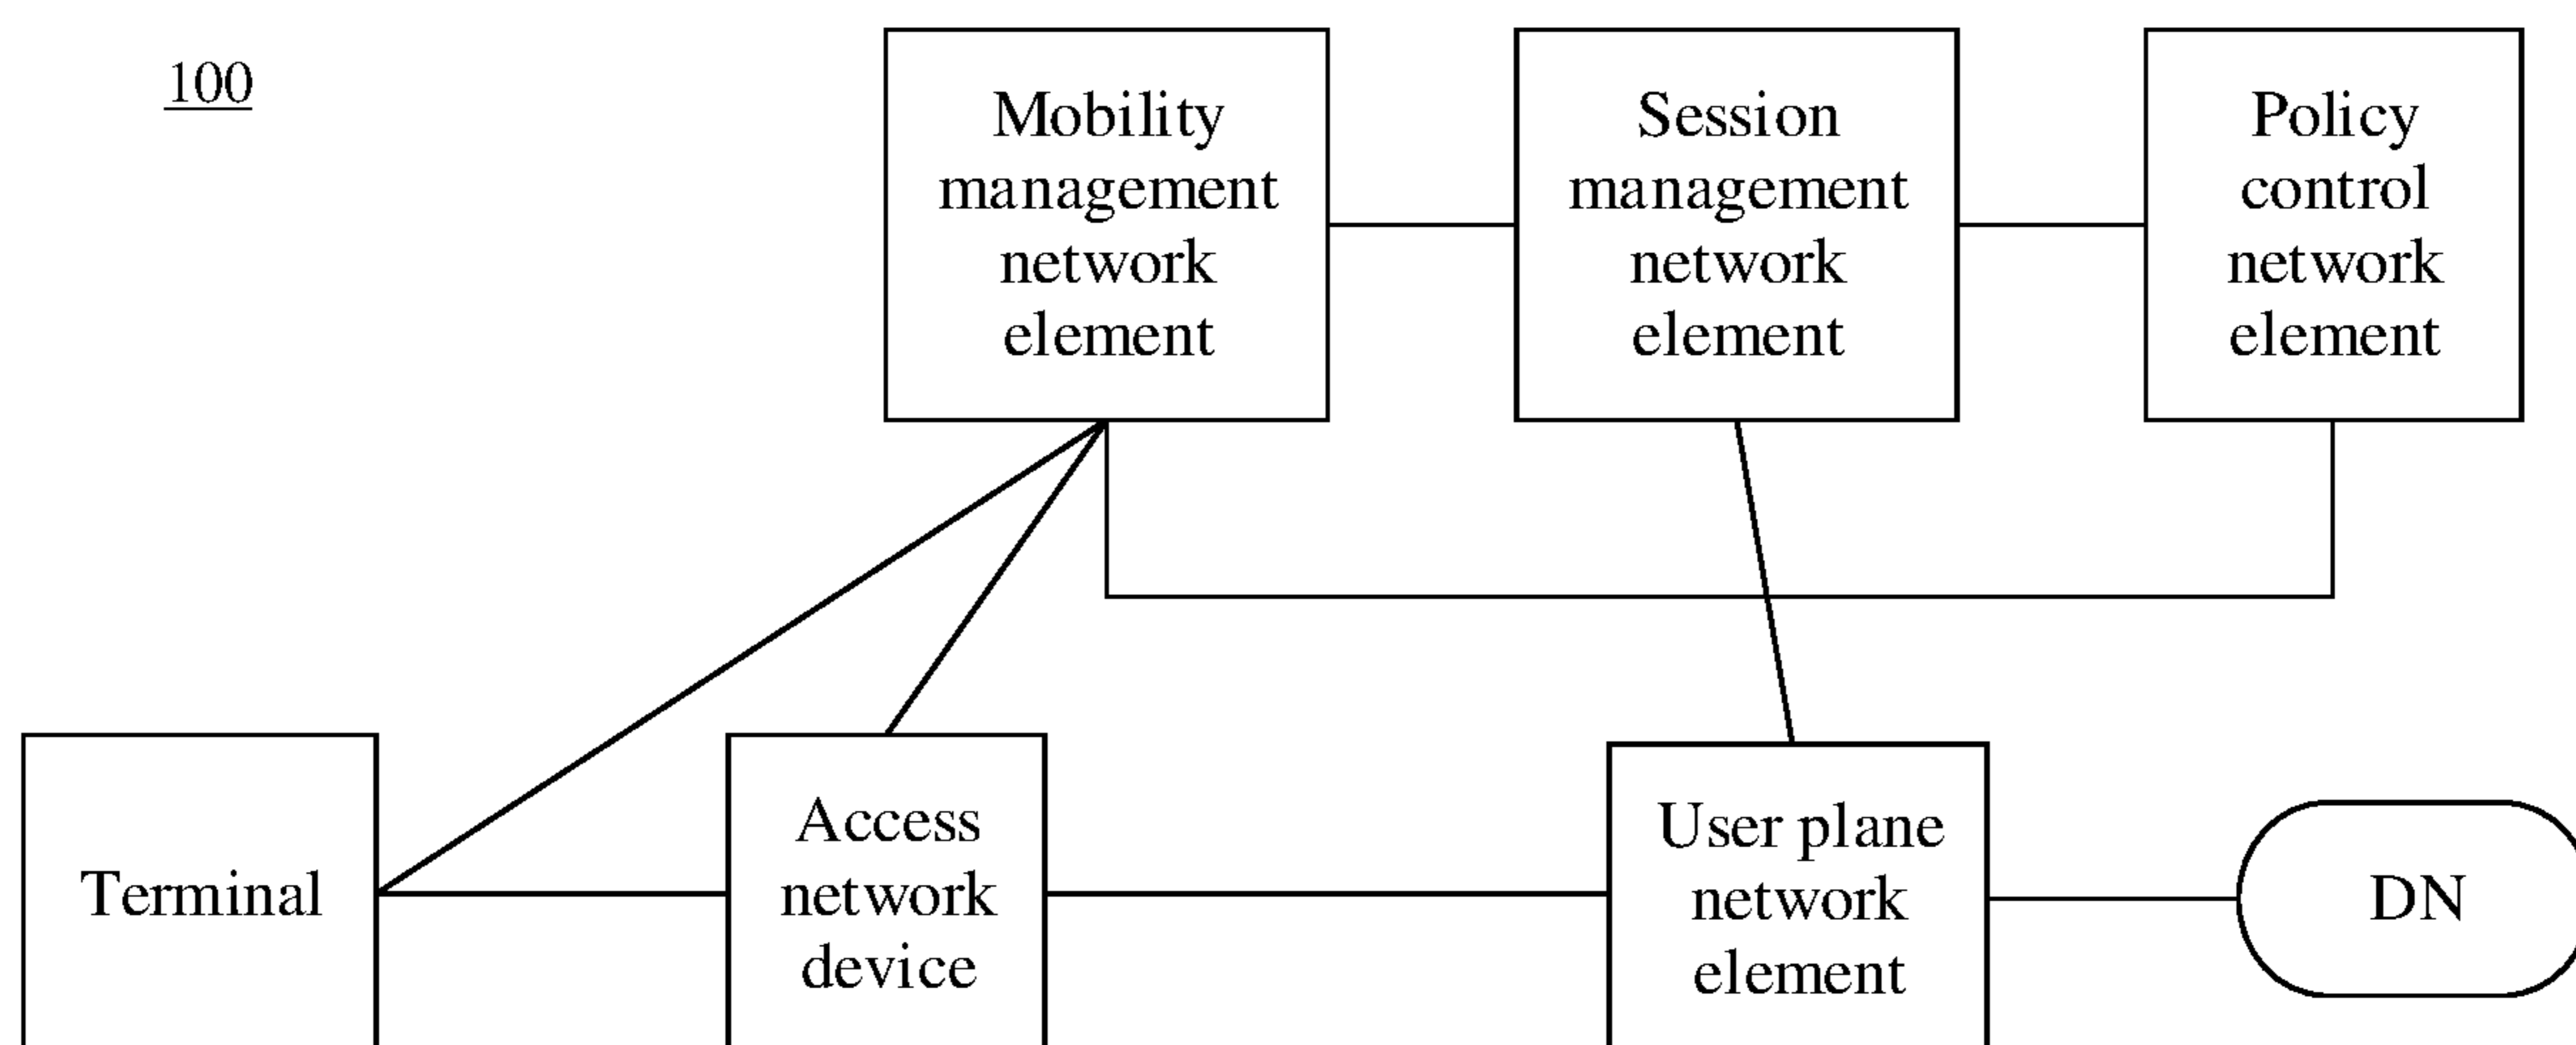 100
Mobility
management
network
element
Session
management
network
element
Policy
control
network
element
Terminal
Access
network
device
User plane
network
element
DN